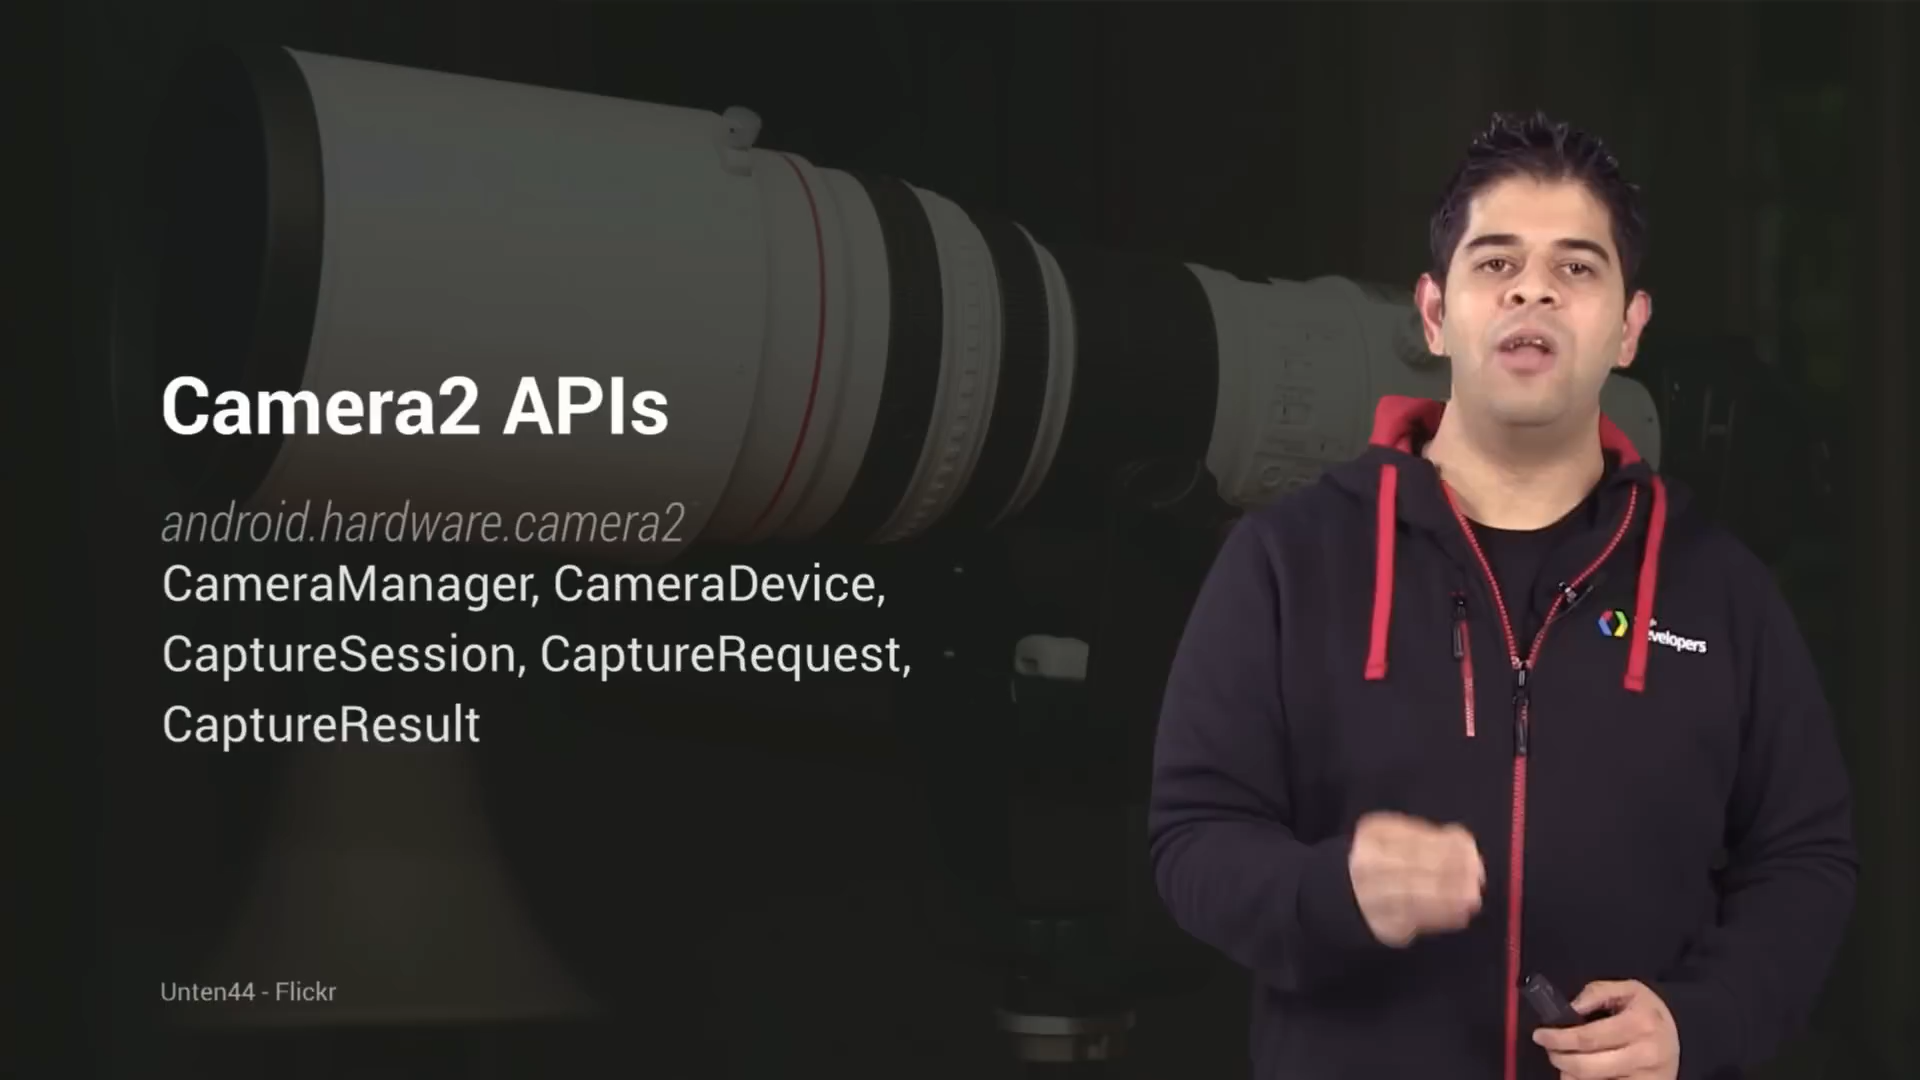 Camera2 APIs
android.hardware.camera2
CameraManager, CameraDevice,
CaptureSession, CaptureRequest,
CaptureResult
Unten44 - Flickr